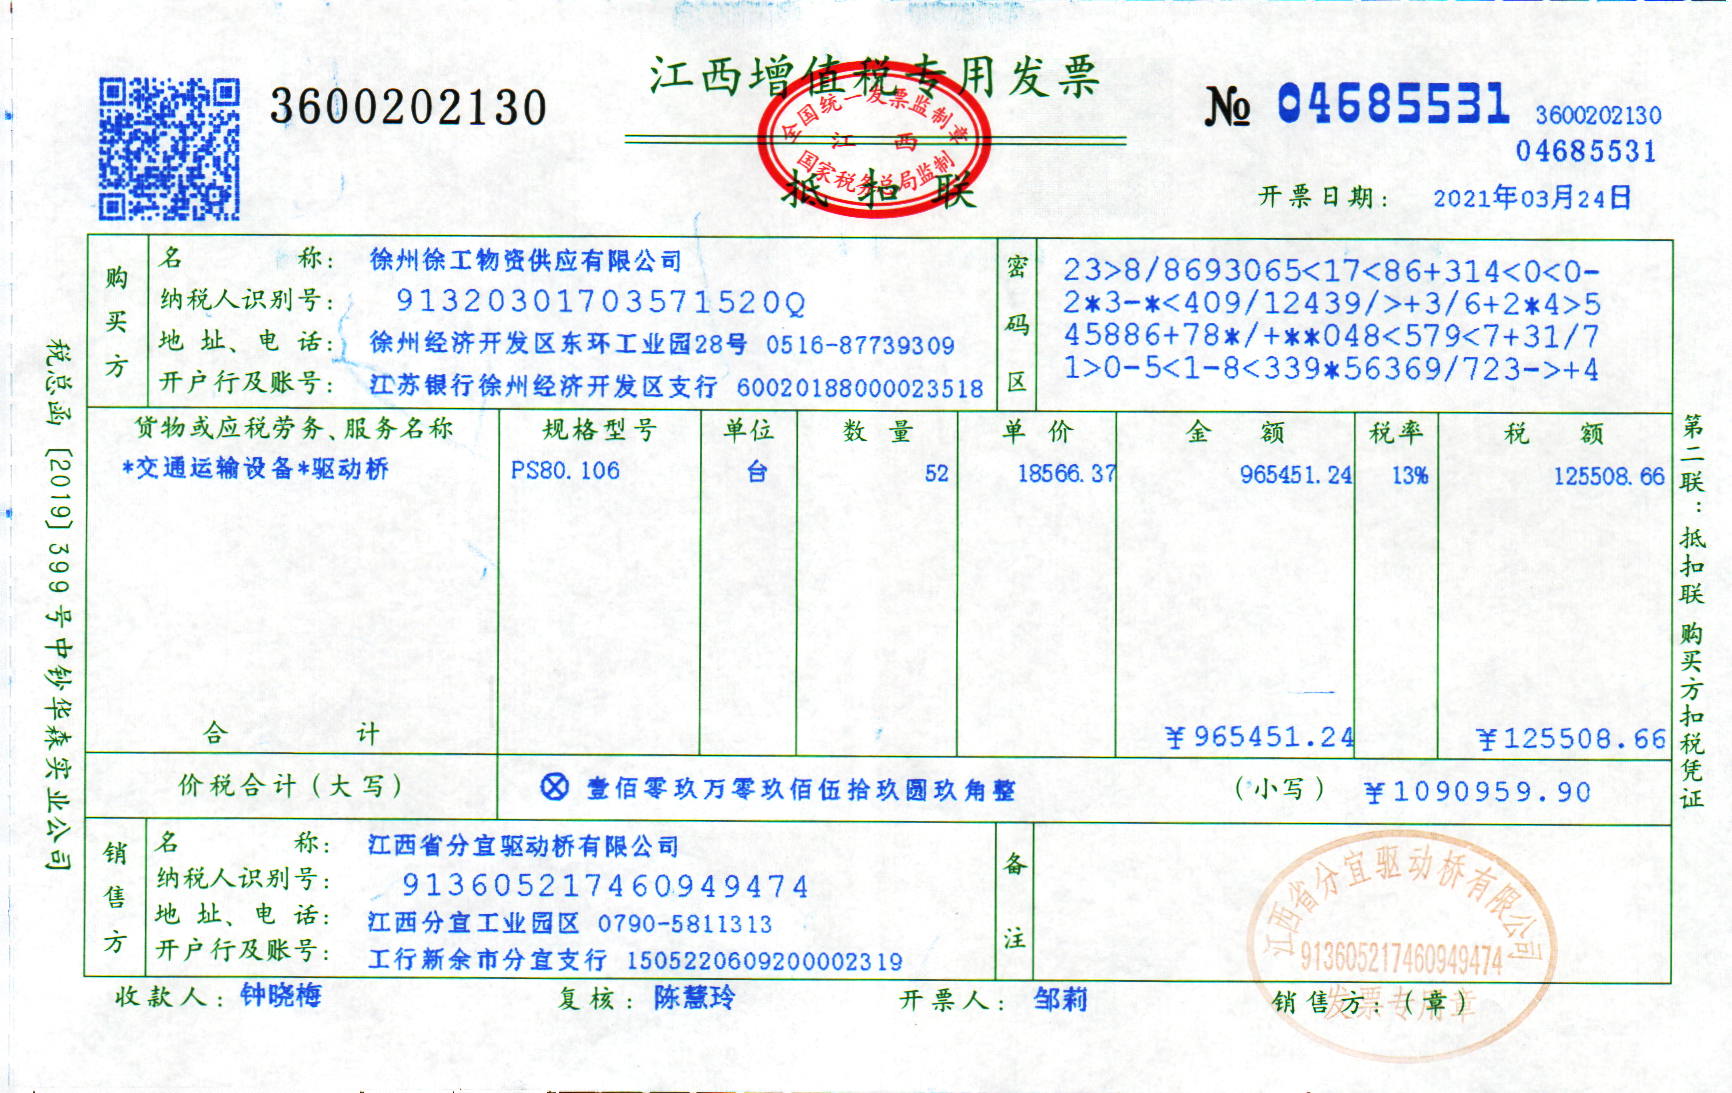 江西增值税专用发票
3600202130
№ 04685531
3600202130
04685531
全国统一发票监制章
江西
国家税务总局监制
抵扣联
开票日期: 2021年03月24日
购买方
名称: 徐州徐工物资供应有限公司
纳税人识别号: 91320301703571520Q
地址、电话: 徐州经济开发区东环工业园28号 0516-87739309
开户行及账号: 江苏银行徐州经济开发区支行 60020188000023518
密码区
23>8/8693065<17<86+314<0<0-
2*3-*<409/12439/>+3/6+2*4>5
45886+78*/+**048<579<7+31/7
1>0-5<1-8<339*56369/723->+4
货物或应税劳务、服务名称 规格型号 单位 数量 单价 金额 税率 税额
*交通运输设备*驱动桥 PS80.106 台 52 18566.37 965451.24 13% 125508.66
合计 ¥965451.24 ¥125508.66
价税合计(大写) ⊗壹佰零玖万零玖佰伍拾玖圆玖角整 (小写) ¥1090959.90
销售方
名称: 江西省分宜驱动桥有限公司
纳税人识别号: 913605217460949474
地址、电话: 江西分宜工业园区 0790-5811313
开户行及账号: 工行新余市分宜支行 1505220609200002319
备注
江西省分宜驱动桥有限公司
913605217460949474
发票专用章
收款人: 钟晓梅 复核: 陈慧玲 开票人: 邹莉 销售方:(章)
税总函[2019]3999号中钞华森实业公司
第二联:抵扣联 购买方扣税凭证